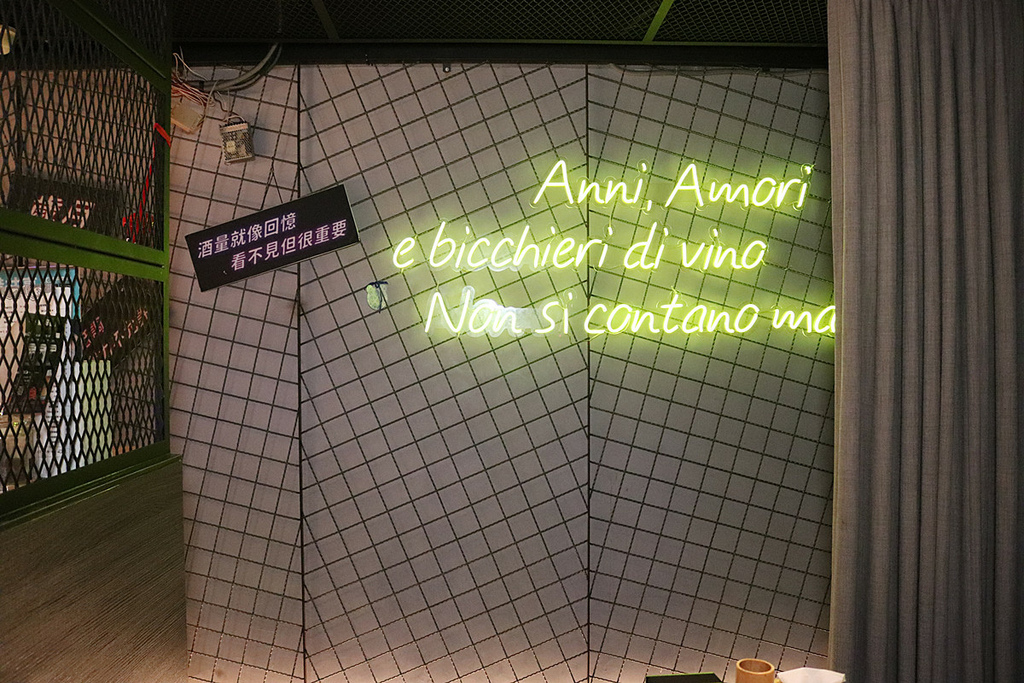 酒量就像回憶
看不見但很重要
Anni, Amori
e bicchieri di vino
Non si contano ma